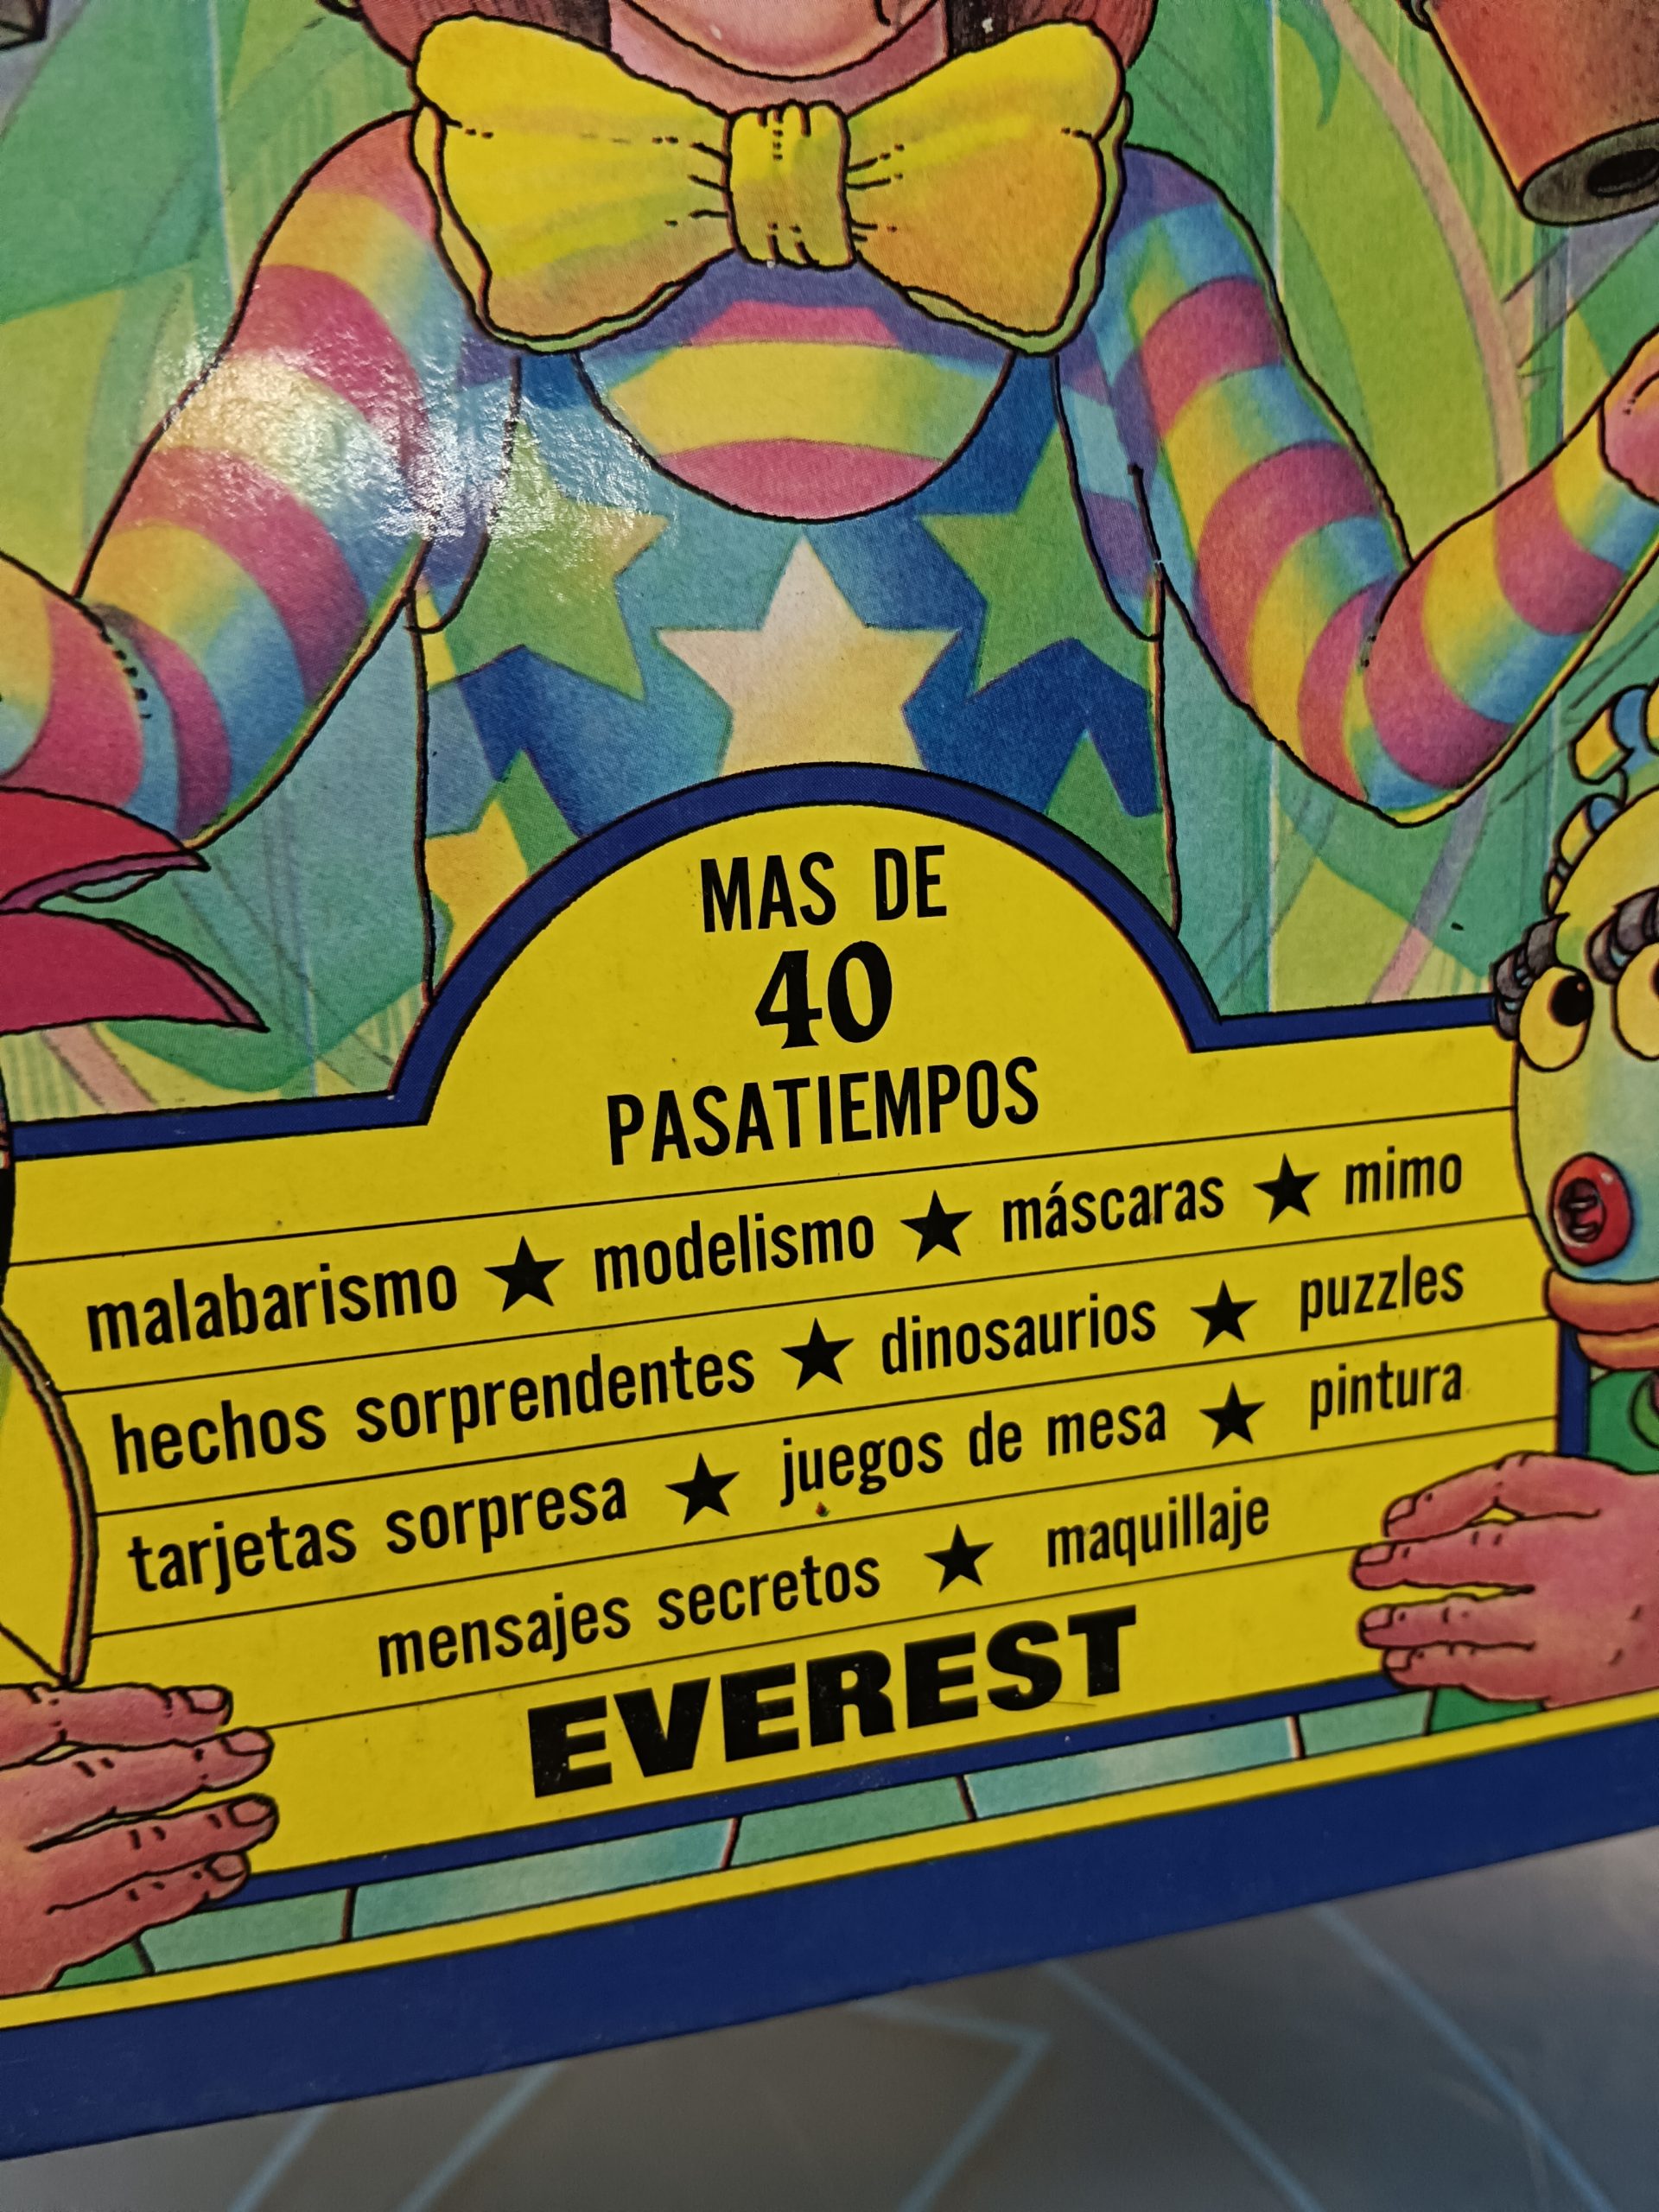 MAS DE
40
PASATIEMPOS
malabarismo ★ modelismo ★ máscaras ★ mimo
hechos sorprendentes ★ dinosaurios ★ puzzles
tarjetas sorpresa ★ juegos de mesa ★ pintura
mensajes secretos ★ maquillaje
EVEREST